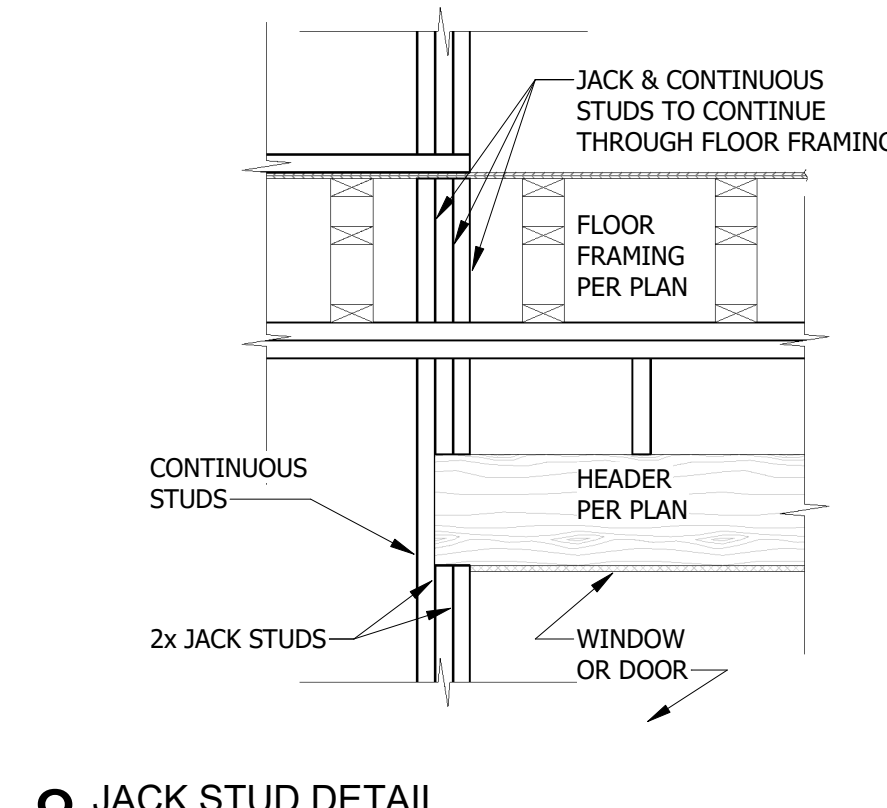 JACK & CONTINUOUS
STUDS TO CONTINUE
THROUGH FLOOR FRAMING
FLOOR
FRAMING
PER PLAN
CONTINUOUS
STUDS
HEADER
PER PLAN
2x JACK STUDS
WINDOW
OR DOOR
JACK STUD DETAIL